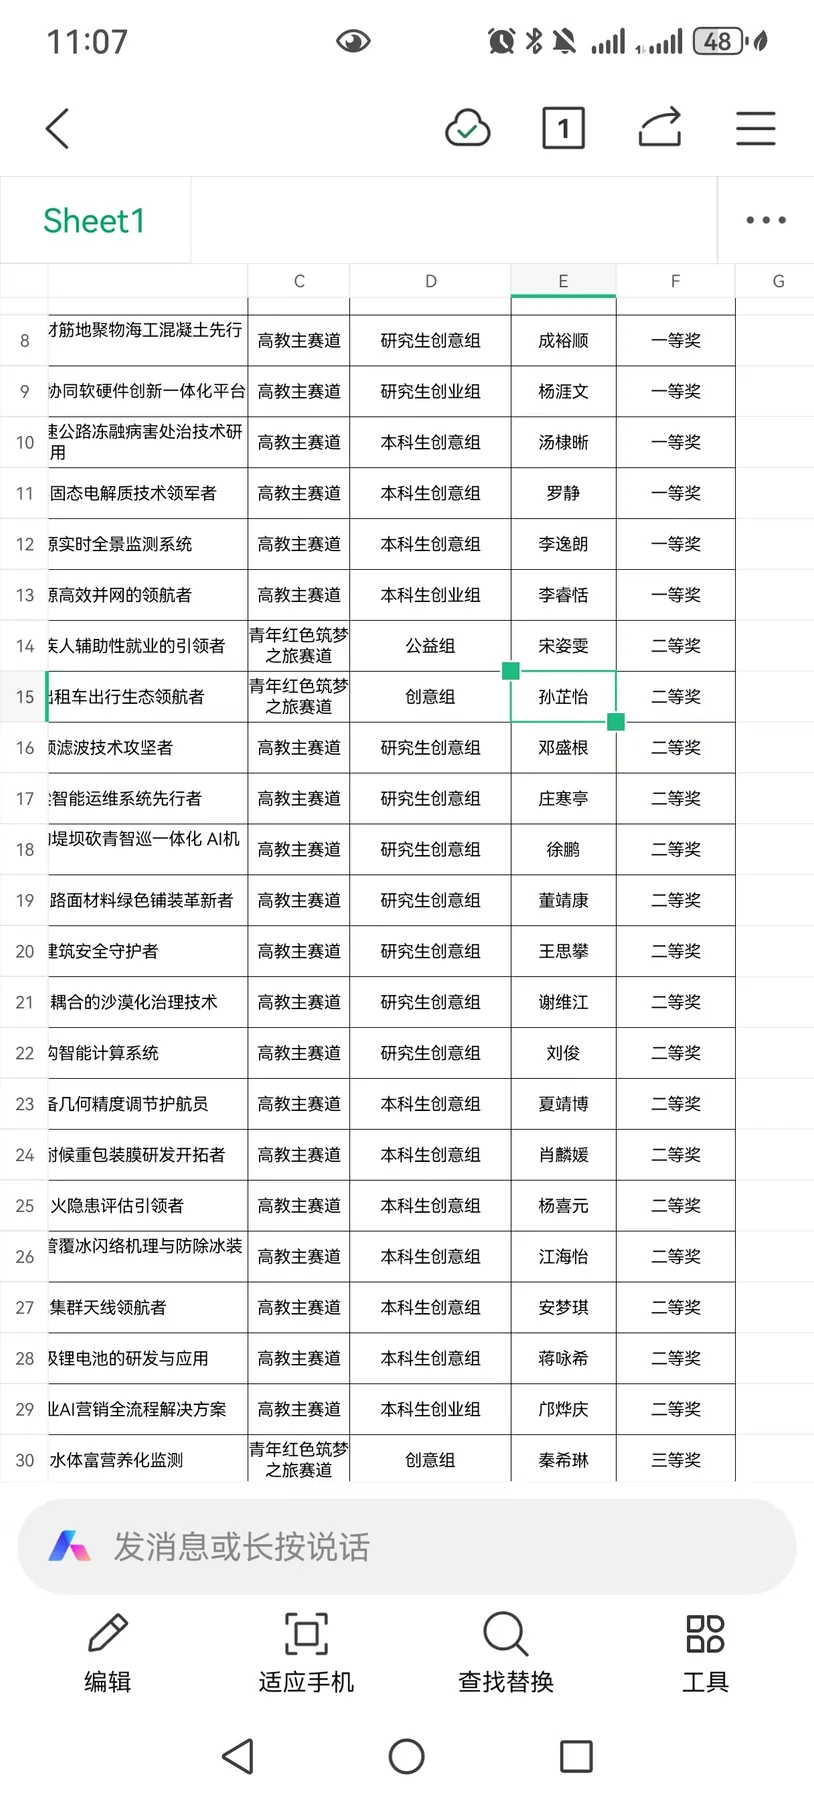 11:07
48
1
Sheet1
C D E F G
8 材筋地聚物海工混凝土先行 高教主赛道 研究生创意组 成裕顺 一等奖
9 协同软硬件创新一体化平台 高教主赛道 研究生创业组 杨涯文 一等奖
10 速公路冻融病害处治技术研 高教主赛道 本科生创意组 汤棣晰 一等奖
用
11 固态电解质技术领军者 高教主赛道 本科生创意组 罗静 一等奖
12 源实时全景监测系统 高教主赛道 本科生创意组 李逸朗 一等奖
13 源高效并网的领航者 高教主赛道 本科生创业组 李睿恬 一等奖
14 疾人辅助性就业的引领者 青年红色筑梦之旅赛道 公益组 宋姿雯 二等奖
15 出租车出行生态领航者 青年红色筑梦之旅赛道 创意组 孙芷怡 二等奖
16 滤波技术攻坚者 高教主赛道 研究生创意组 邓盛根 二等奖
17 智能运维系统先行者 高教主赛道 研究生创意组 庄寒亭 二等奖
18 堤坝砍青智巡一体化 AI机 高教主赛道 研究生创意组 徐鹏 二等奖
19 路面材料绿色铺装革新者 高教主赛道 研究生创意组 董靖康 二等奖
20 建筑安全守护者 高教主赛道 研究生创意组 王思攀 二等奖
21 耦合的沙漠化治理技术 高教主赛道 研究生创意组 谢维江 二等奖
22 构智能计算系统 高教主赛道 研究生创意组 刘俊 二等奖
23 备几何精度调节护航员 高教主赛道 本科生创意组 夏靖博 二等奖
24 耐候重包装膜研发开拓者 高教主赛道 本科生创意组 肖麟媛 二等奖
25 火隐患评估引领者 高教主赛道 本科生创意组 杨喜元 二等奖
26 管覆冰闪络机理与防除冰装 高教主赛道 本科生创意组 江海怡 二等奖
27 集群天线领航者 高教主赛道 本科生创意组 安梦琪 二等奖
28 级锂电池的研发与应用 高教主赛道 本科生创意组 蒋咏希 二等奖
29 业AI营销全流程解决方案 高教主赛道 本科生创业组 邝烨庆 二等奖
30 水体富营养化监测 青年红色筑梦之旅赛道 创意组 秦希琳 三等奖
发消息或长按说话
编辑 适应手机 查找替换 工具